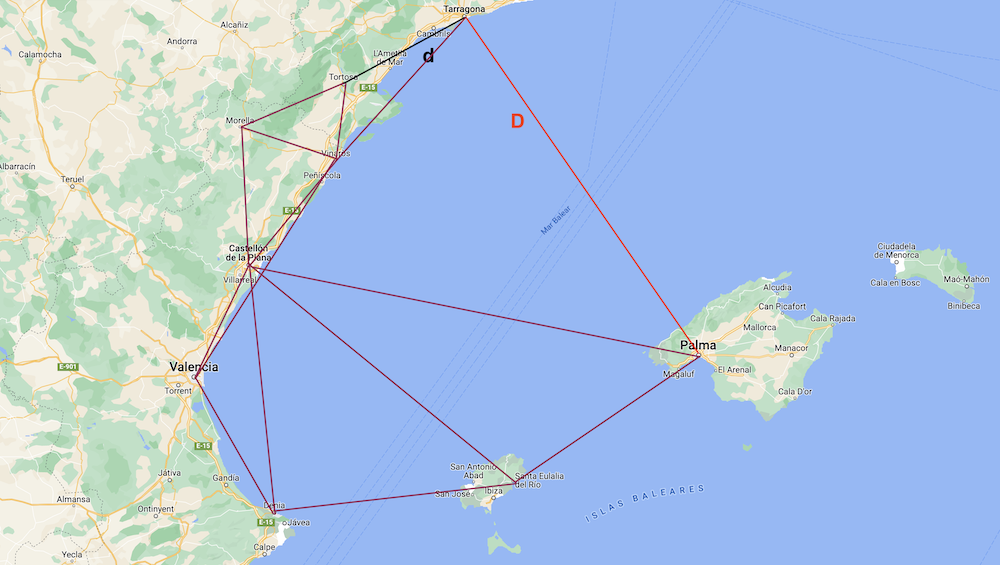 Tarragona
Alcañiz
Cambrils
Andorra
d
Calamocha
L'Ametlla
de Mar
Tortosa
E-15
D
Morella
Vinaròs
Albarracín
Peñíscola
Teruel
E-15
Mar Balear
Castellón
de la Plana
Villarreal
Ciudadela
de Menorca
Maó-Mahón
Cala en Bosc
Binibeca
Alcudia
Can Picafort
Cala Rajada
Mallorca
Palma
Manacor
E-901
Valencia
Magaluf
El Arenal
Torrent
Cala D'or
E-15
Játiva
Gandia
San Antonio
Abad
Santa Eulalia
del Río
San José
Ibiza
ISLAS BALEARES
Almansa
Ontinyent
Denia
E-15
Jávea
Calpe
Yecla